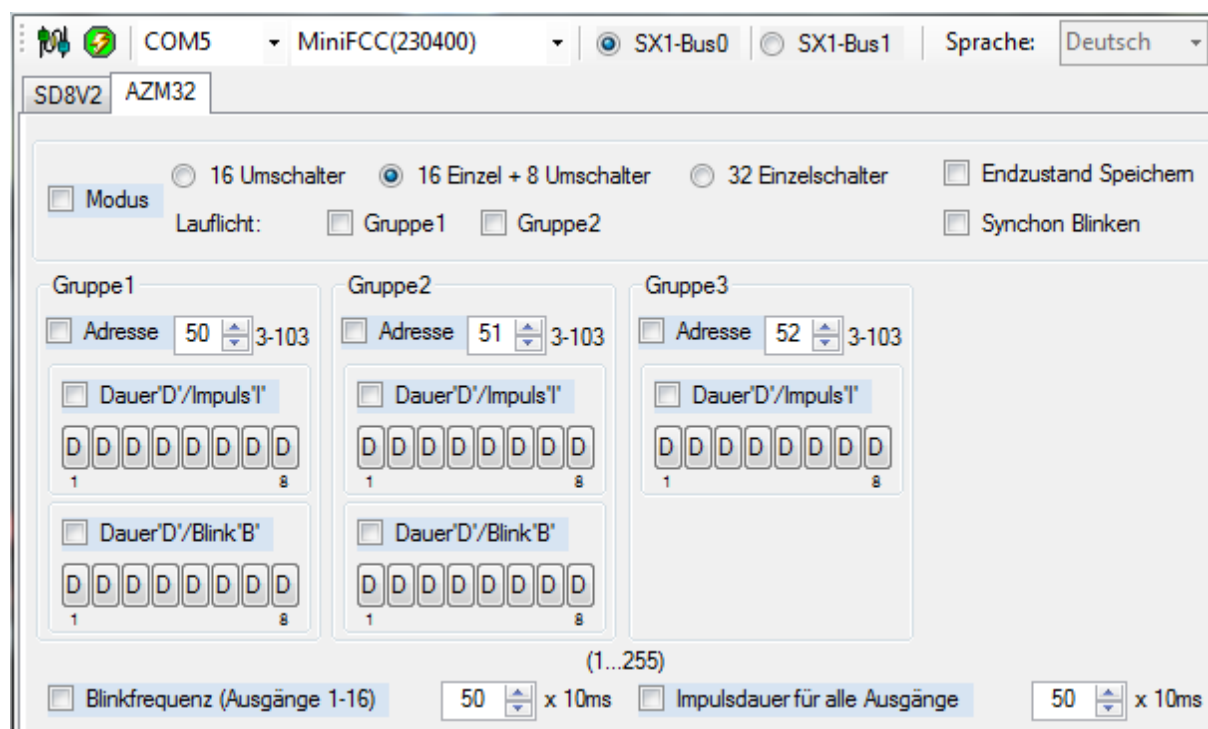 COM5 MiniFCC(230400) SX1-Bus0 SX1-Bus1 Sprache: Deutsch
SD8V2 AZM32
16 Umschalter 16 Einzel + 8 Umschalter 32 Einzelschalter Endzustand Speichern
Modus
Lauflicht: Gruppe1 Gruppe2 Synchon Blinken
Gruppe1 Gruppe2 Gruppe3
Adresse 50 3-103 Adresse 51 3-103 Adresse 52 3-103
Dauer"D"/Impuls"I" Dauer"D"/Impuls"I" Dauer"D"/Impuls"I"
D D D D D D D D D D D D D D D D D D D D D D D D
1 8 1 8 1 8
Dauer"D"/Blink"B" Dauer"D"/Blink"B"
D D D D D D D D D D D D D D D D
1 8 1 8
(1...255)
Blinkfrequenz (Ausgänge 1-16) 50 x 10ms Impulsdauer für alle Ausgänge 50 x 10ms